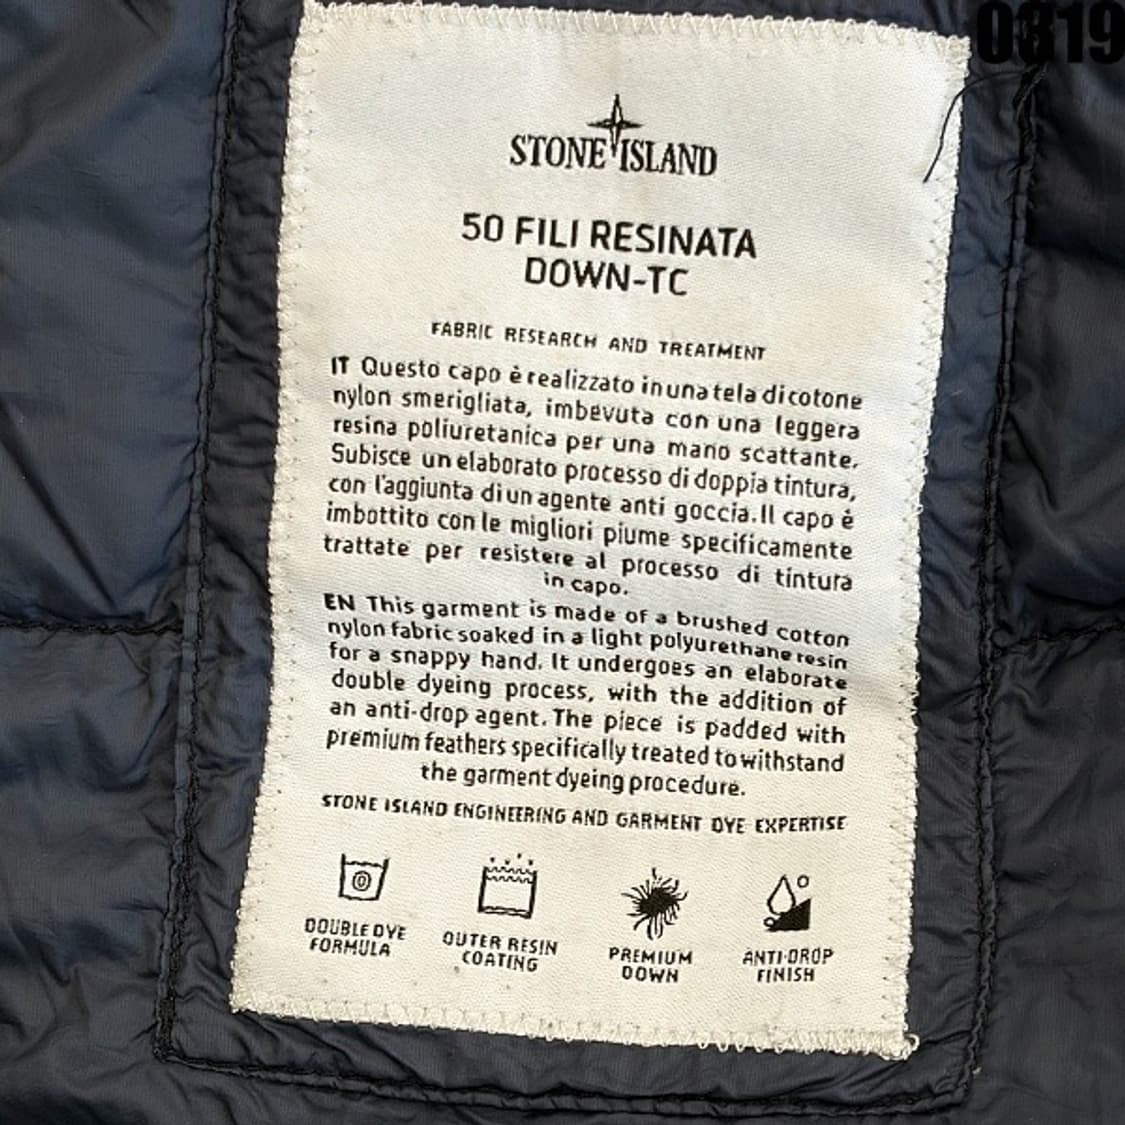 0319
STONE ISLAND
50 FILI RESINATA
DOWN-TC
FABRIC RESEARCH AND TREATMENT
IT Questo capo è realizzato in una tela di cotone
nylon smerigliata, imbevuta con una leggera
resina poliuretanica per una mano scattante.
Subisce un elaborato processo di doppia tintura,
con l'aggiunta di un agente anti goccia. Il capo è
imbottito con le migliori piume specificamente
trattate per resistere al processo di tintura
in capo.
EN This garment is made of a brushed cotton
nylon fabric soaked in a light polyurethane resin
for a snappy hand. It undergoes an elaborate
double dyeing process, with the addition of
an anti-drop agent. The piece is padded with
premium feathers specifically treated to withstand
the garment dyeing procedure.
STONE ISLAND ENGINEERING AND GARMENT DYE EXPERTISE
DOUBLE DYE
FORMULA
OUTER RESIN
COATING
PREMIUM
DOWN
ANTI-DROP
FINISH